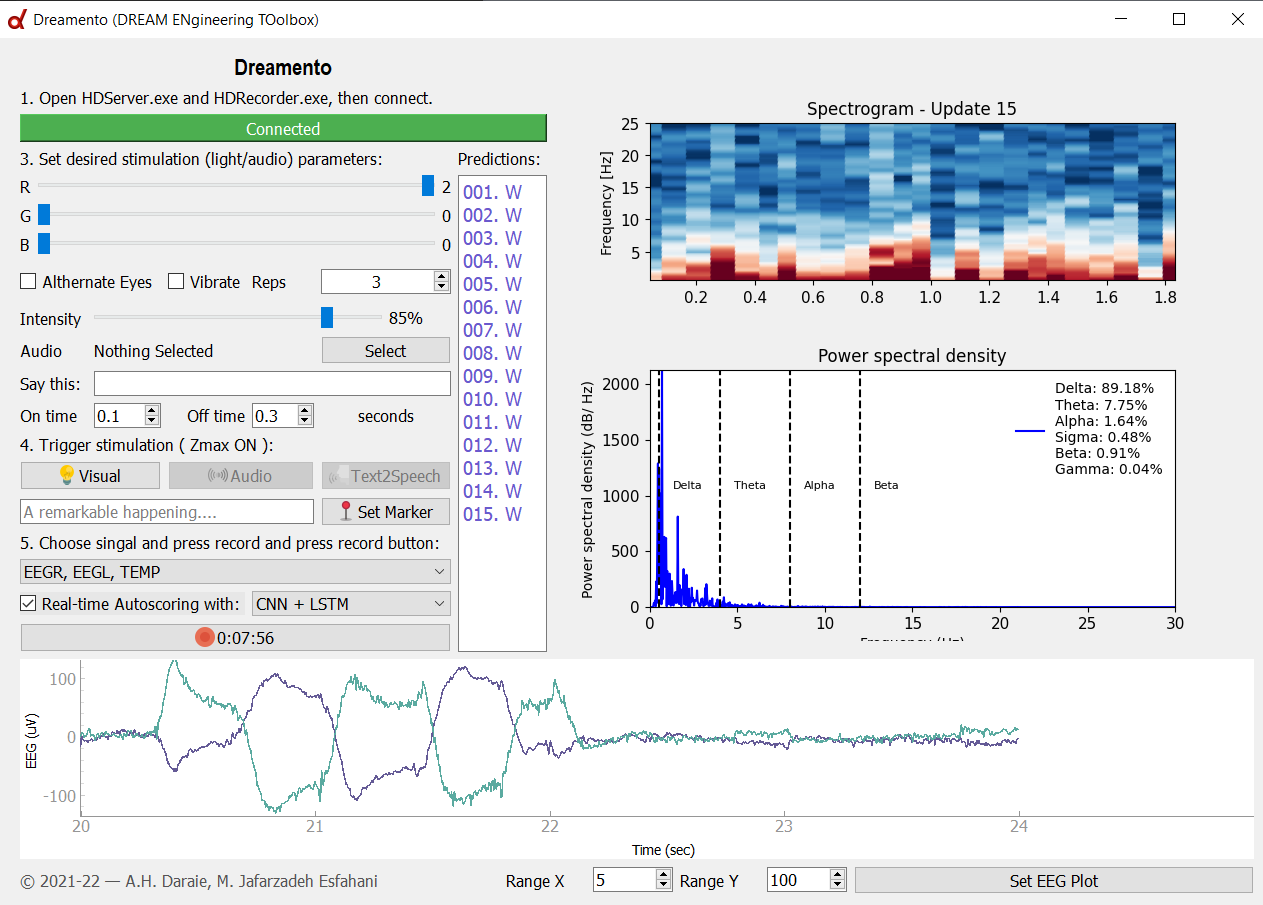 Dreamento (DREAM ENgineering TOolbox)
Dreamento
1. Open HDServer.exe and HDRecorder.exe, then connect.
Connected
3. Set desired stimulation (light/audio) parameters:
R 2
G 0
B 0
Althernate Eyes Vibrate Reps 3
Intensity 85%
Audio Nothing Selected Select
Say this:
On time 0.1 Off time 0.3 seconds
4. Trigger stimulation ( Zmax ON ):
Visual Audio Text2Speech
A remarkable happening.... Set Marker
5. Choose singal and press record and press record button:
EEGR, EEGL, TEMP
Real-time Autoscoring with: CNN + LSTM
0:07:56
Predictions:
001. W
002. W
003. W
004. W
005. W
006. W
007. W
008. W
009. W
010. W
011. W
012. W
013. W
014. W
015. W
Spectrogram - Update 15
Frequency [Hz]
25
20
15
10
5
0.2 0.4 0.6 0.8 1.0 1.2 1.4 1.6 1.8
Power spectral density
Power spectral density (dB/ Hz)
2000
1500
1000
500
0
Delta: 89.18%
Theta: 7.75%
Alpha: 1.64%
Sigma: 0.48%
Beta: 0.91%
Gamma: 0.04%
Delta Theta Alpha Beta
0 5 10 15 20 25 30
Frequency (Hz)
EEG (uV)
100
0
-100
20 21 22 23 24
Time (sec)
© 2021-22 — A.H. Daraie, M. Jafarzadeh Esfahani
Range X 5 Range Y 100 Set EEG Plot